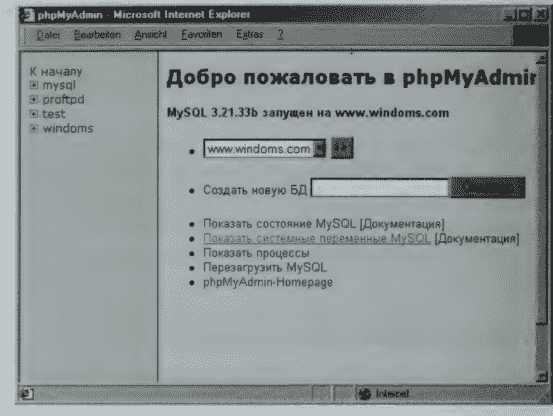 phpMyAdmin - Microsoft Internet Explorer
Datei Bearbeiten Ansicht Favoriten Extras ?
К началу
mysql
proftpd
test
windoms
Добро пожаловать в phpMyAdmin
MySQL 3.21.33b запущен на www.windoms.com
www.windoms.com
Создать новую БД
Показать состояние MySQL [Документация]
Показать системные переменные MySQL [Документация]
Показать процессы
Перезагрузить MySQL
phpMyAdmin-Homepage
Internet